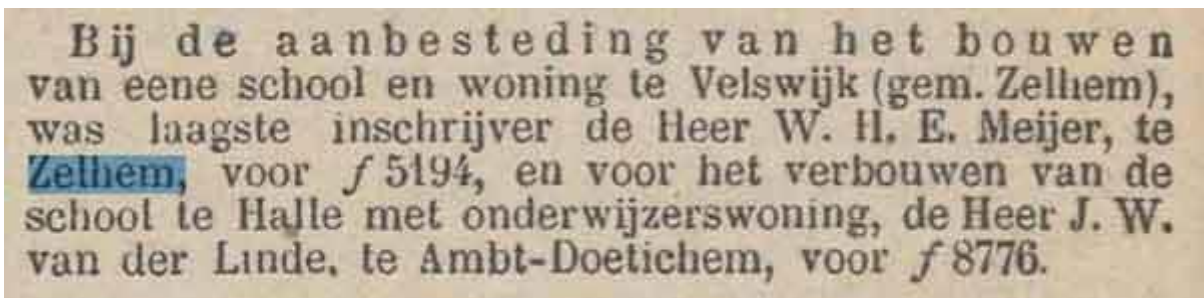 Bij de aanbesteding van het bouwen
van eene school en woning te Velswijk (gem. Zelhem),
was laagste inschrijver de Heer W. H. E. Meijer, te
Zelhem, voor ƒ 5194, en voor het verbouwen van de
school te Halle met onderwijzerswoning, de Heer J. W.
van der Linde, te Ambt-Doetichem, voor ƒ 8776.